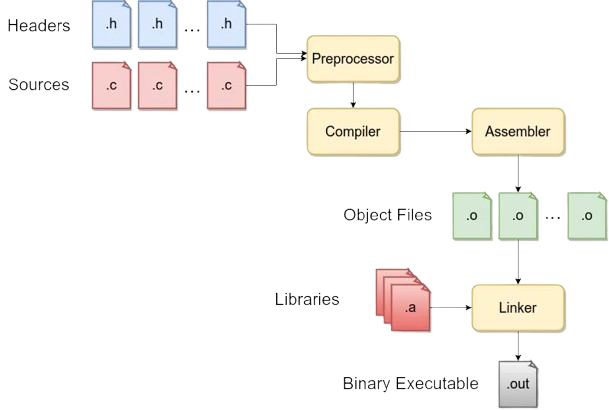 Headers .h .h ... .h
Sources .c .c ... .c
Preprocessor
Compiler Assembler
Object Files .o .o ... .o
Libraries .a Linker
Binary Executable .out